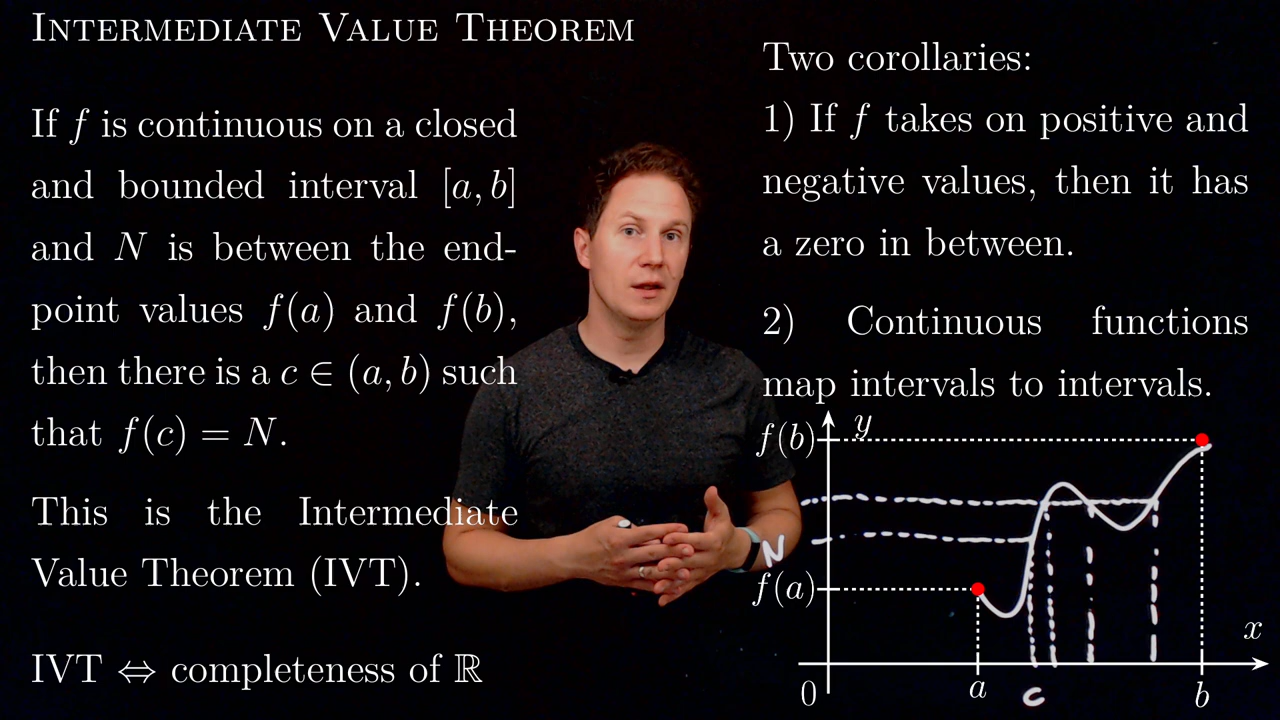 INTERMEDIATE VALUE THEOREM
If f is continuous on a closed
and bounded interval [a, b]
and N is between the end-
point values f(a) and f(b),
then there is a c ∈ (a, b) such
that f(c) = N.
This is the Intermediate
Value Theorem (IVT).
IVT ⇔ completeness of ℝ
Two corollaries:
1) If f takes on positive and
negative values, then it has
a zero in between.
2) Continuous functions
map intervals to intervals.
y
f(b)
N
f(a)
x
0
a
c
b